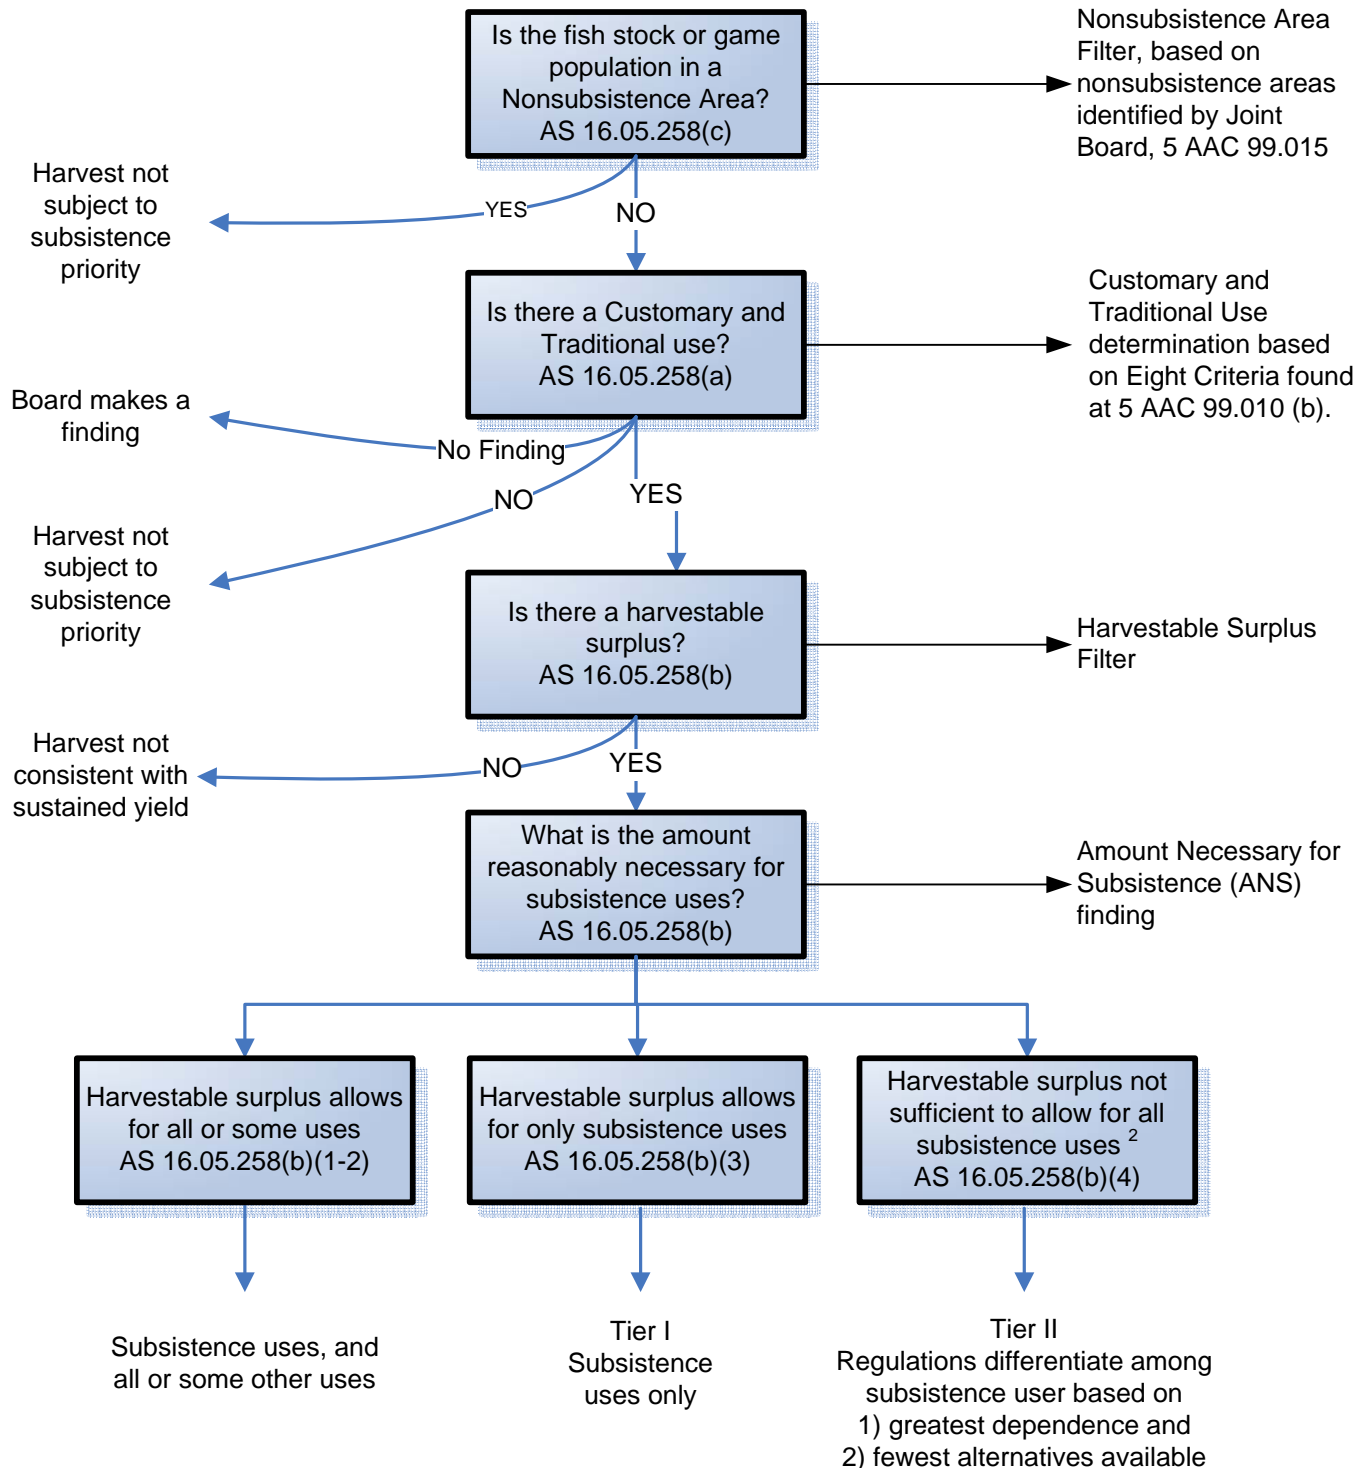 Is the fish stock or game
population in a
Nonsubsistence Area?
AS 16.05.258(c)
Nonsubsistence Area
Filter, based on
nonsubsistence areas
identified by Joint
Board, 5 AAC 99.015
Harvest not
subject to
subsistence
priority
YES
NO
Is there a Customary and
Traditional use?
AS 16.05.258(a)
Customary and
Traditional Use
determination based
on Eight Criteria found
at 5 AAC 99.010 (b).
Board makes a
finding
No Finding
NO
YES
Harvest not
subject to
subsistence
priority
Is there a harvestable
surplus?
AS 16.05.258(b)
Harvestable Surplus
Filter
Harvest not
consistent with
sustained yield
NO
YES
What is the amount
reasonably necessary for
subsistence uses?
AS 16.05.258(b)
Amount Necessary for
Subsistence (ANS)
finding
Harvestable surplus allows
for all or some uses
AS 16.05.258(b)(1-2)
Harvestable surplus allows
for only subsistence uses
AS 16.05.258(b)(3)
Harvestable surplus not
sufficient to allow for all
subsistence uses 2
AS 16.05.258(b)(4)
Subsistence uses, and
all or some other uses
Tier I
Subsistence
uses only
Tier II
Regulations differentiate among
subsistence user based on
1) greatest dependence and
2) fewest alternatives available